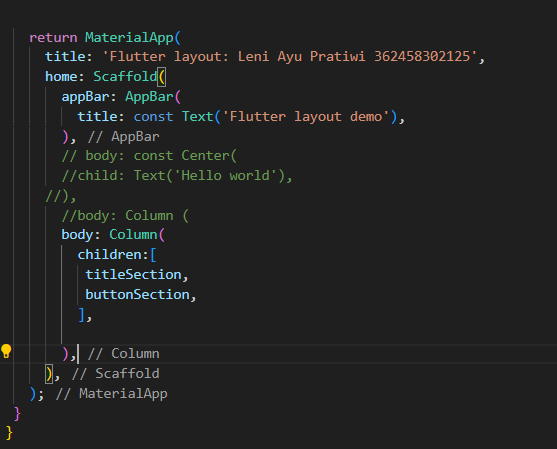 return MaterialApp(
title: 'Flutter layout: Leni Ayu Pratiwi 362458302125',
home: Scaffold(
appBar: AppBar(
title: const Text('Flutter layout demo'),
), // AppBar
// body: const Center(
//child: Text('Hello world'),
//),
//body: Column (
body: Column(
children:[
titleSection,
buttonSection,
],
), // Column
), // Scaffold
); // MaterialApp
}
}